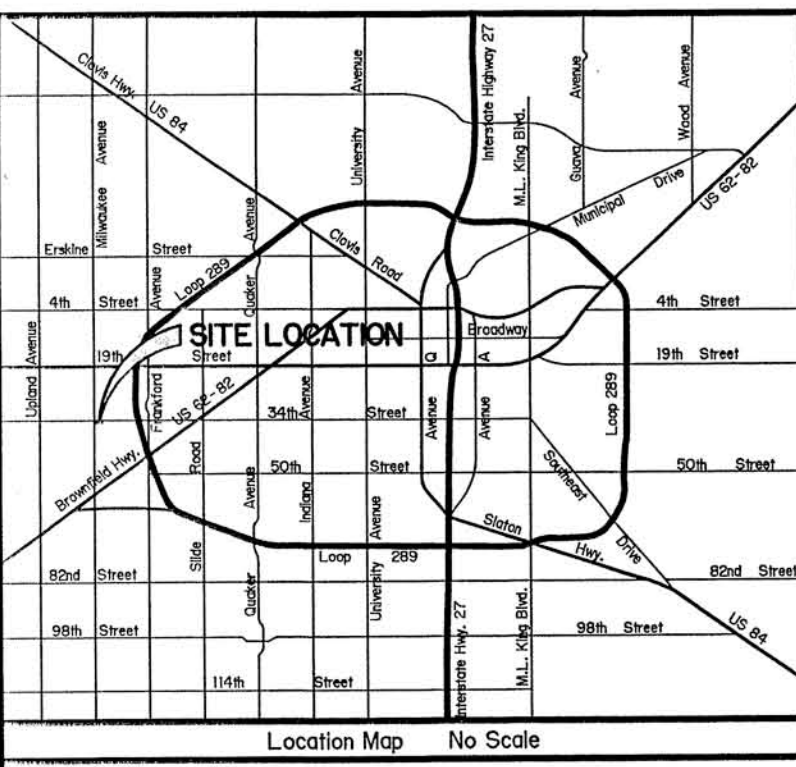 Clovis Hwy.
US 84
Milwaukee Avenue
University Avenue
Interstate Highway 27
M.L. King Blvd.
Guava Avenue
Wood Avenue
Municipal Drive
US 62-82
Erskine Street
Loop 289
Quaker Avenue
Clovis Road
4th Street
4th Street
Frankford Avenue
SITE LOCATION
Broadway
Upland Avenue
19th Street
19th Street
Avenue Q
Avenue A
US 62-82
Brownfield Hwy.
34th Street
Indiana Avenue
Loop 289
Slide Road
50th Street
50th Street
Southeast Drive
Quaker Avenue
University Avenue
Slaton Hwy.
Loop 289
82nd Street
82nd Street
98th Street
98th Street
US 84
Interstate Hwy. 27
M.L. King Blvd.
114th Street
Location Map No Scale